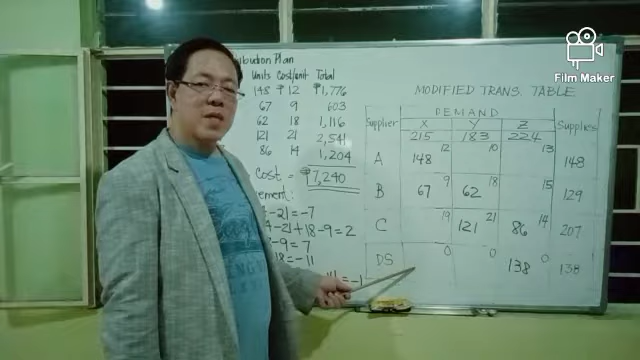 ibution Plan
Units Cost/unit Total
148 ₱12 ₱1,776
67 9 603
62 18 1,116
121 21 2,541
86 14 1,204
Cost = ₱7,240
ement:
- 21 = -7
- 21 + 18 - 9 = 2
- 9 = 7
18 = -11
= -1
MODIFIED TRANS. TABLE
DEMAND
Supplier X Y Z Supplies
215 183 224
A 148 12 10 13 148
B 67 9 62 18 15 129
C 19 121 21 86 14 207
DS 0 0 138 0 138
Film Maker